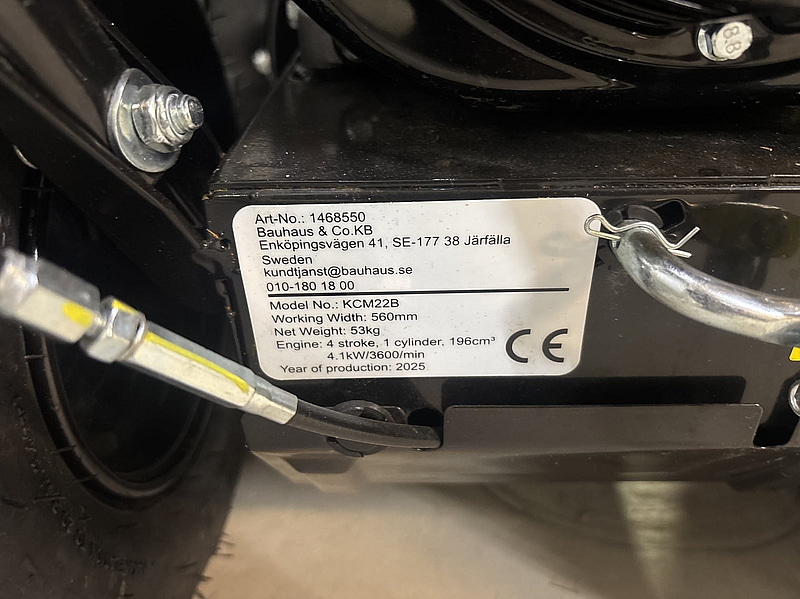 8.8
Art-No.: 1468550
Bauhaus & Co.KB
Enköpingsvägen 41, SE-177 38 Järfälla
Sweden
kundtjanst@bauhaus.se
010-180 18 00
Model No.: KCM22B
Working Width: 560mm
Net Weight: 53kg
Engine: 4 stroke, 1 cylinder, 196cm³
4.1kW/3600/min
CE
Year of production: 2025